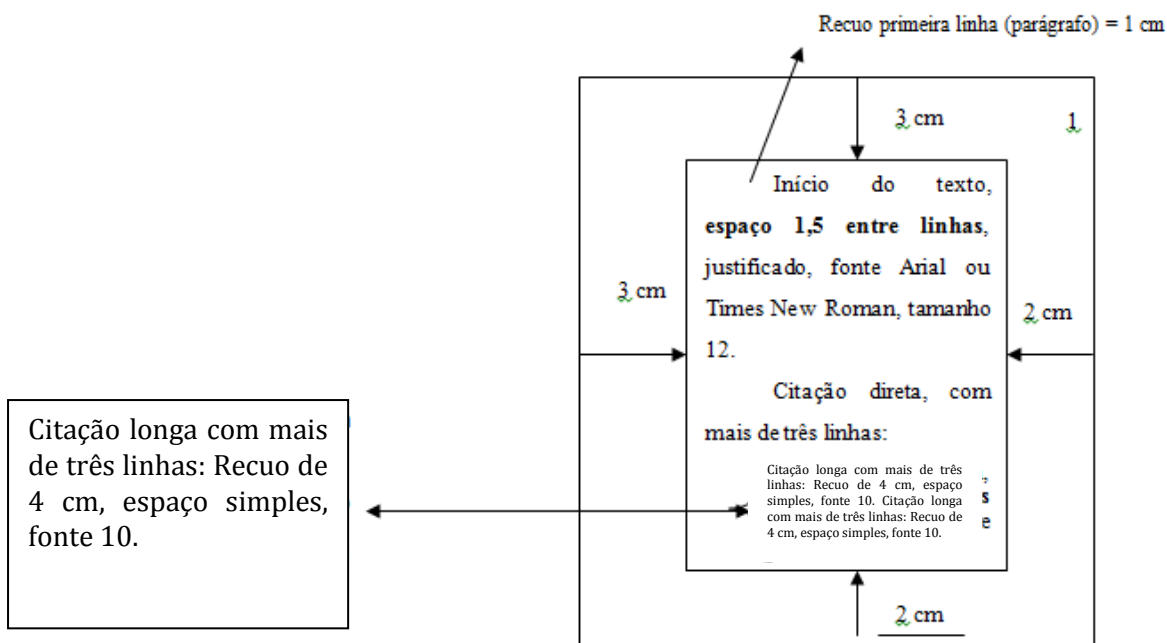 Recuo primeira linha (parágrafo) = 1 cm
3 cm
1
Início do texto,
espaço 1,5 entre linhas,
justificado, fonte Arial ou
Times New Roman, tamanho
12.
3 cm
2 cm
Citação direta, com
mais de três linhas:
Citação longa com mais de três
linhas: Recuo de 4 cm, espaço
simples, fonte 10. Citação longa
com mais de três linhas: Recuo de
4 cm, espaço simples, fonte 10.
Citação longa com mais
de três linhas: Recuo de
4 cm, espaço simples,
fonte 10.
2 cm